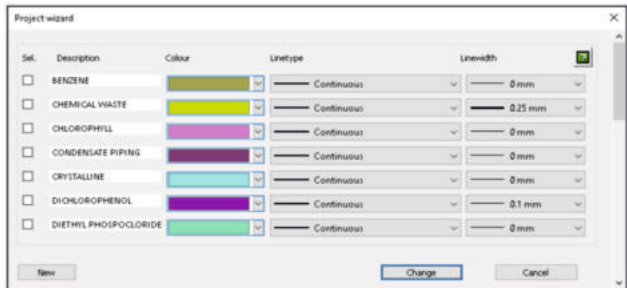 Project wizard
Sel. Description Colour Linetype Linewidth
BENZENE Continuous 0 mm
CHEMICAL WASTE Continuous 0.25 mm
CHLOROPHYLL Continuous 0 mm
CONDENSATE PIPING Continuous 0 mm
CRYSTALLINE Continuous 0 mm
DICHLOROPHENOL Continuous 0.1 mm
DIETHYL PHOSPOCLORIDE Continuous 0 mm
New Change Cancel